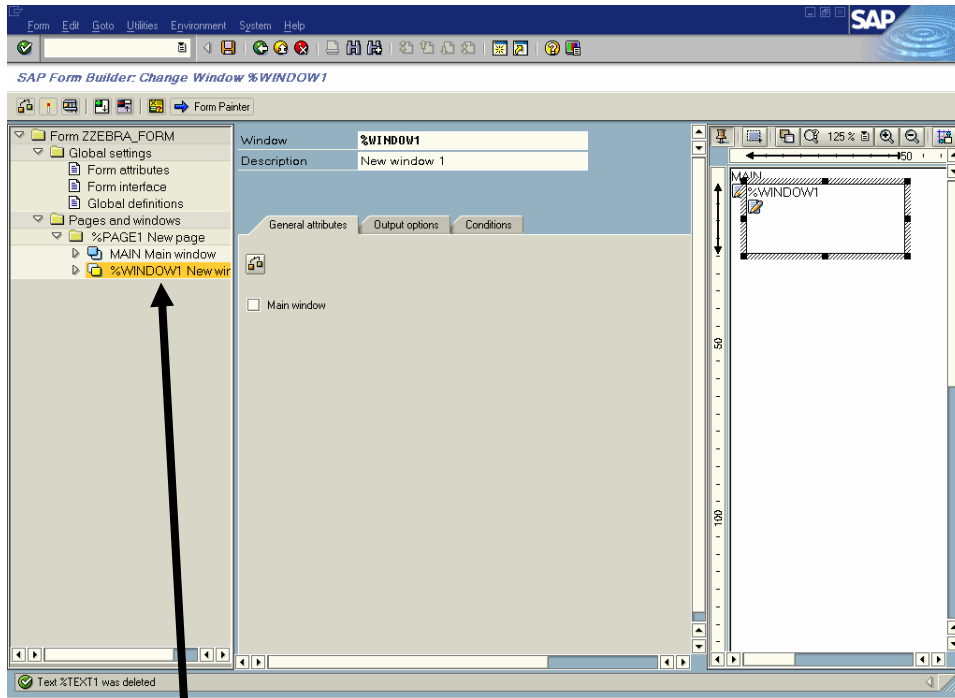 Form Edit Goto Utilities Environment System Help
SAP
SAP Form Builder: Change Window %WINDOW1
Form Painter
Form ZZEBRA_FORM
Global settings
Form attributes
Form interface
Global definitions
Pages and windows
%PAGE1 New page
MAIN Main window
%WINDOW1 New wir
Window %WINDOW1
Description New window 1
General attributes Output options Conditions
Main window
125 %
50
MAIN
%WINDOW1
50
100
Text %TEXT1 was deleted